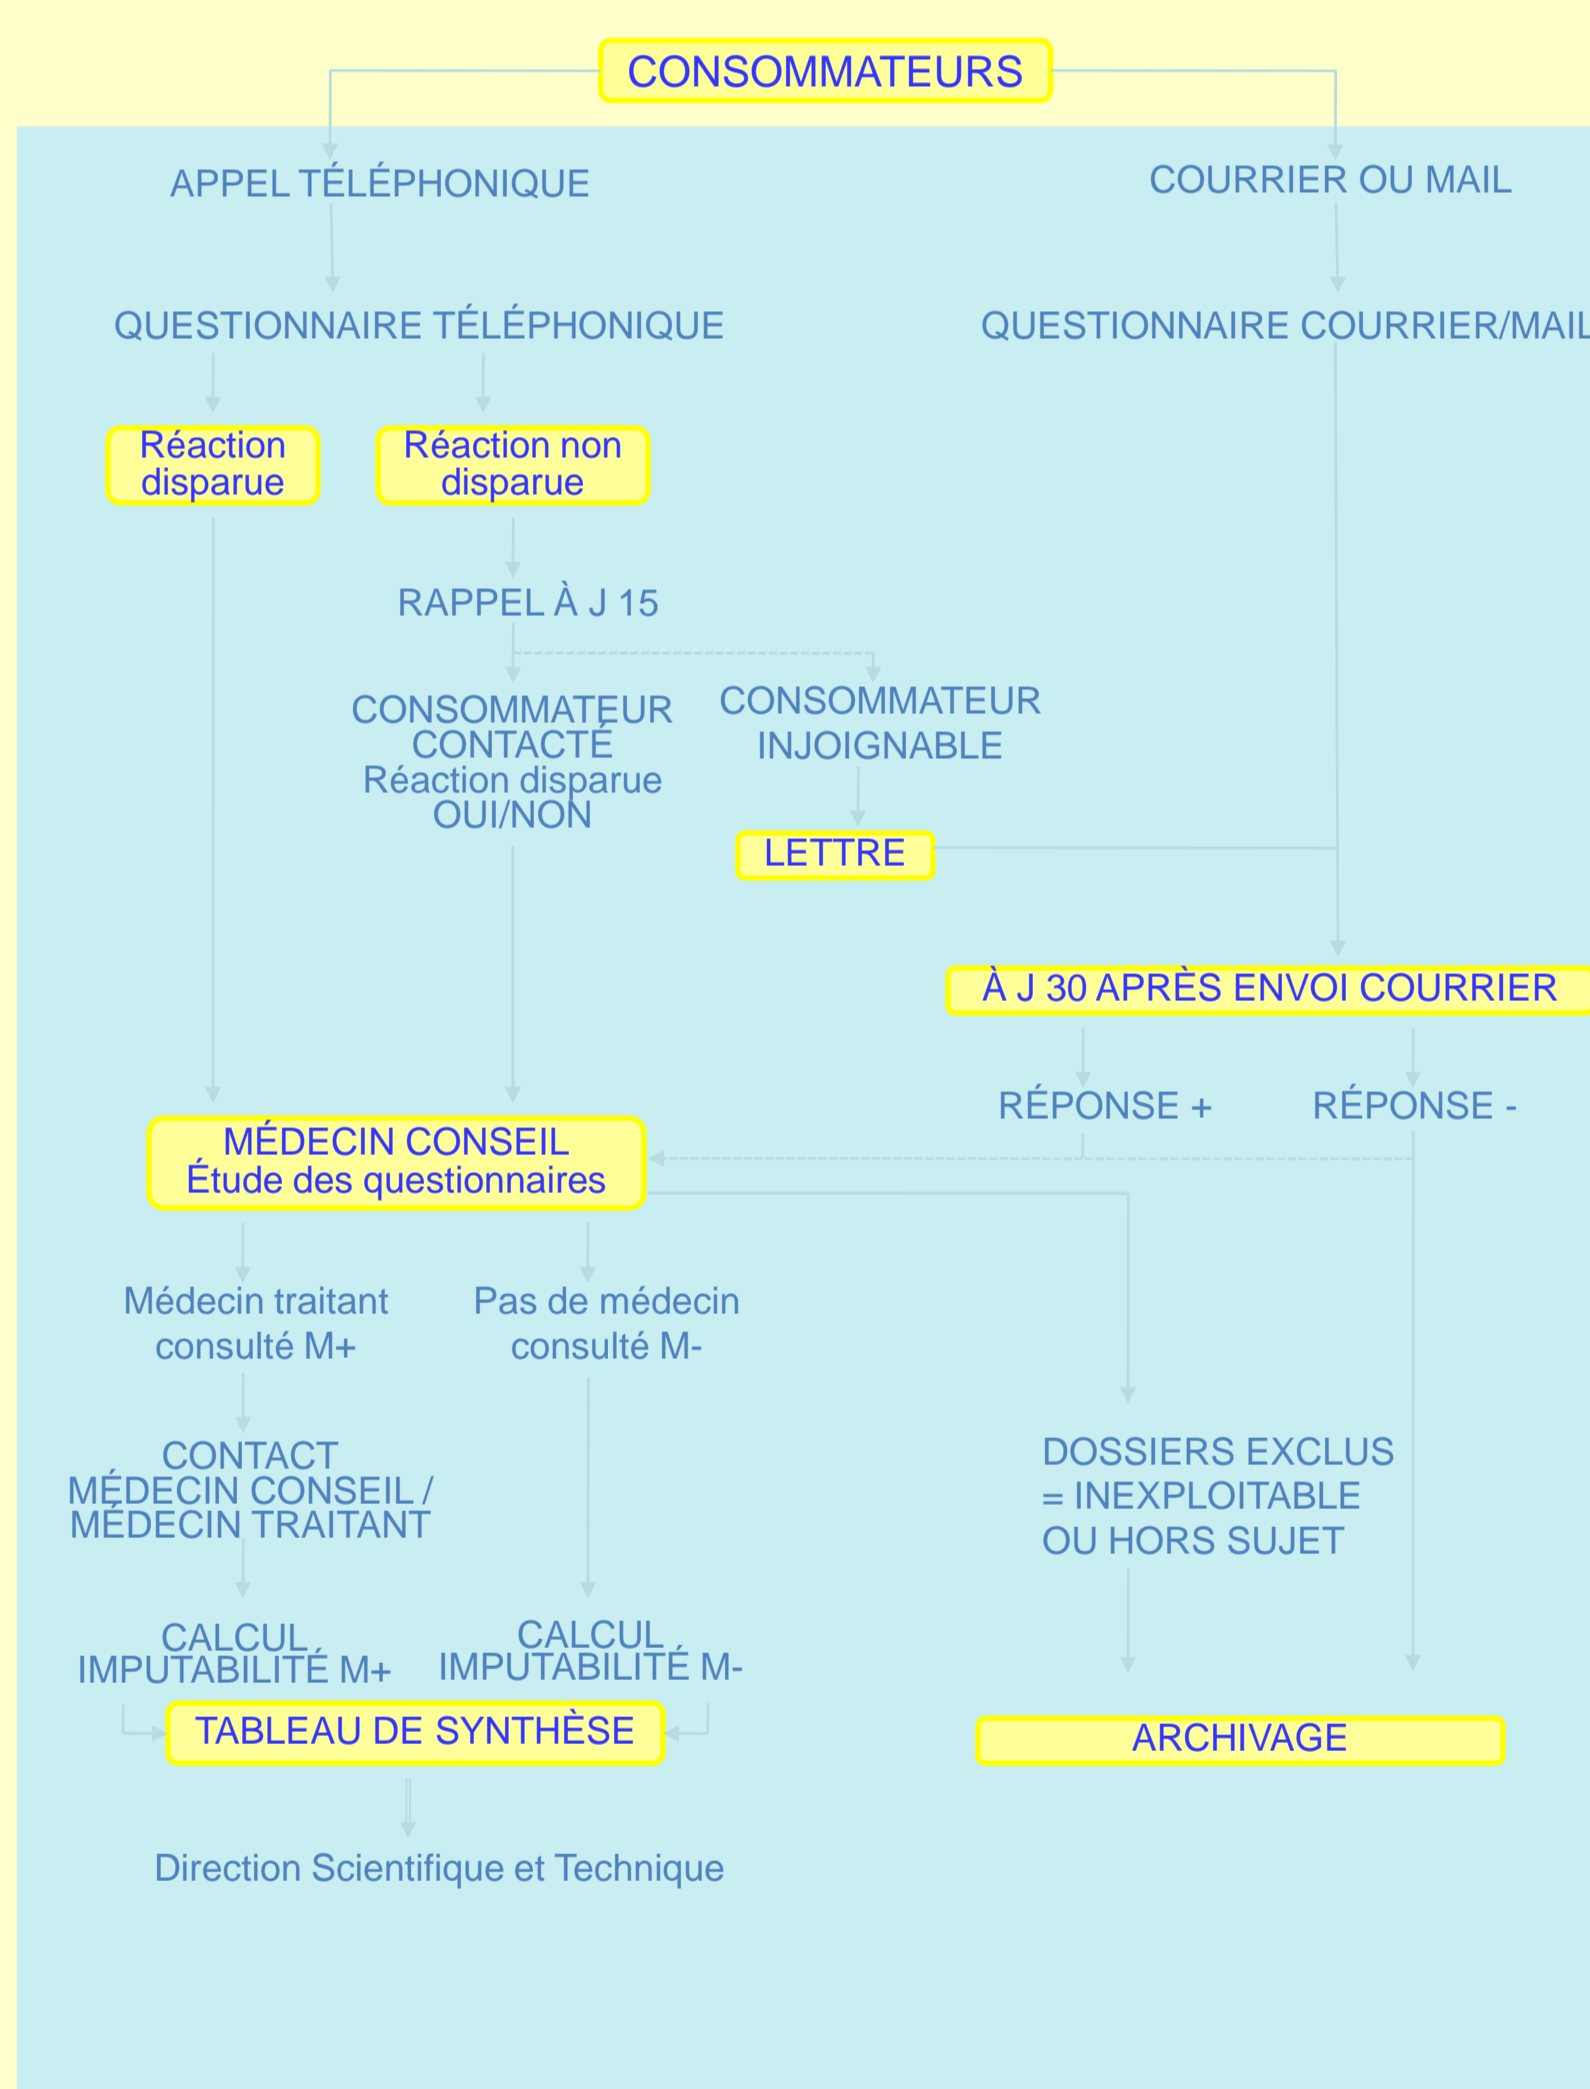 CONSOMMATEURS
APPEL TÉLÉPHONIQUE
COURRIER OU MAIL
QUESTIONNAIRE TÉLÉPHONIQUE
QUESTIONNAIRE COURRIER/MAIL
Réaction
disparue
Réaction non
disparue
RAPPEL À J 15
CONSOMMATEUR
CONTACTÉ
Réaction disparue
OUI/NON
CONSOMMATEUR
INJOIGNABLE
LETTRE
À J 30 APRÈS ENVOI COURRIER
RÉPONSE +
RÉPONSE -
MÉDECIN CONSEIL
Étude des questionnaires
Médecin traitant
consulté M+
Pas de médecin
consulté M-
CONTACT
MÉDECIN CONSEIL /
MÉDECIN TRAITANT
DOSSIERS EXCLUS
= INEXPLOITABLE
OU HORS SUJET
CALCUL
IMPUTABILITÉ M+
CALCUL
IMPUTABILITÉ M-
TABLEAU DE SYNTHÈSE
ARCHIVAGE
Direction Scientifique et Technique